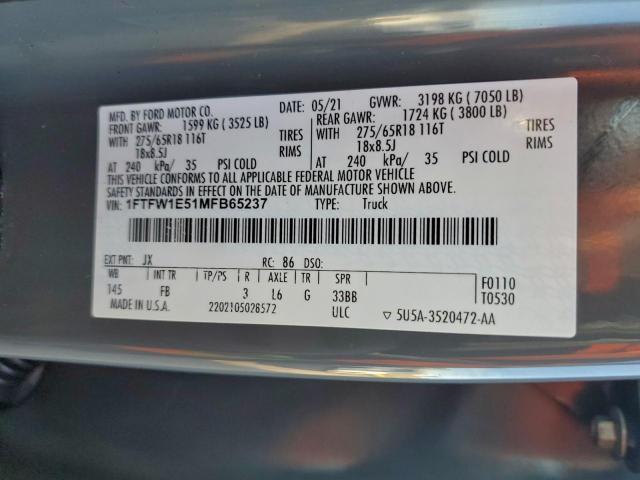 MFD. BY FORD MOTOR CO.
DATE: 05/21 GVWR: 3198 KG ( 7050 LB)
FRONT GAWR: 1599 KG ( 3525 LB) REAR GAWR: 1724 KG ( 3800 LB)
WITH 275/65R18 116T TIRES WITH 275/65R18 116T TIRES
18x8.5J RIMS 18x8.5J RIMS
AT 240 kPa/ 35 PSI COLD AT 240 kPa/ 35 PSI COLD
THIS VEHICLE CONFORMS TO ALL APPLICABLE FEDERAL MOTOR VEHICLE
SAFETY STANDARDS IN EFFECT ON THE DATE OF MANUFACTURE SHOWN ABOVE.
VIN: 1FTFW1E51MFB65237 TYPE: Truck
EXT PNT: JX RC: 86 DSO:
WB INT TR TP/PS R AXLE TR SPR F0110
145 FB 3 L6 G 33BB T0530
MADE IN U.S.A. 2202105026572 ULC ▽ 5U5A-3520472-AA